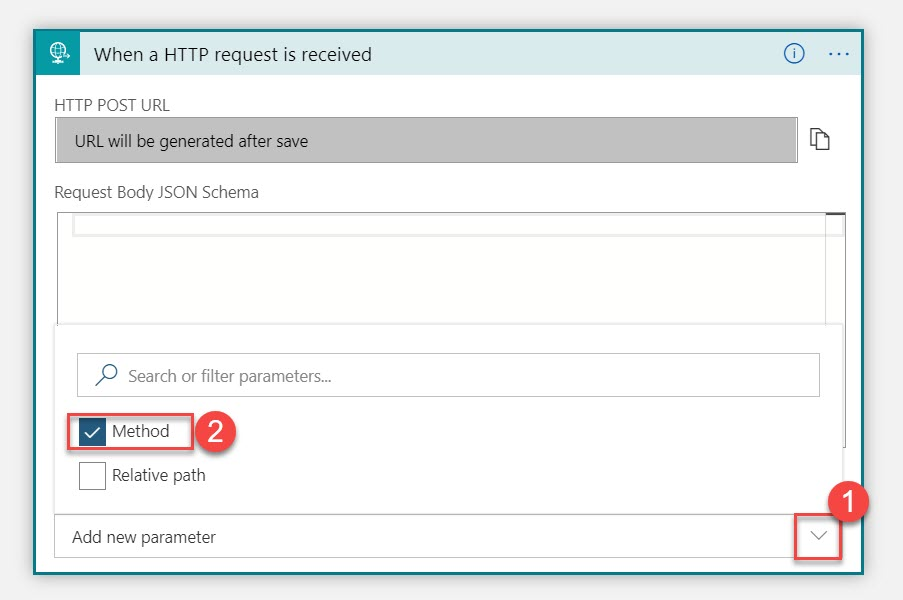 When a HTTP request is received
HTTP POST URL
URL will be generated after save
Request Body JSON Schema
Search or filter parameters...
Method
2
Relative path
1
Add new parameter